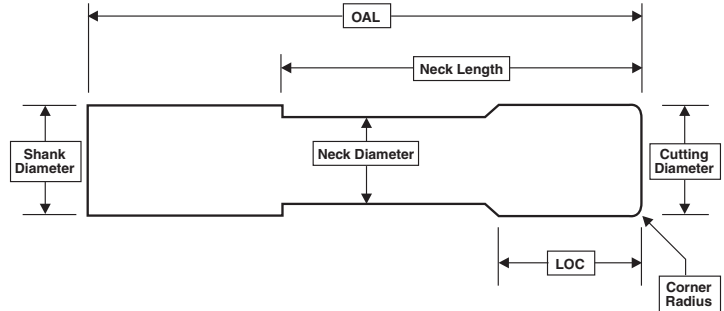 OAL
Neck Length
Shank
Diameter
Neck Diameter
Cutting
Diameter
LOC
Corner
Radius